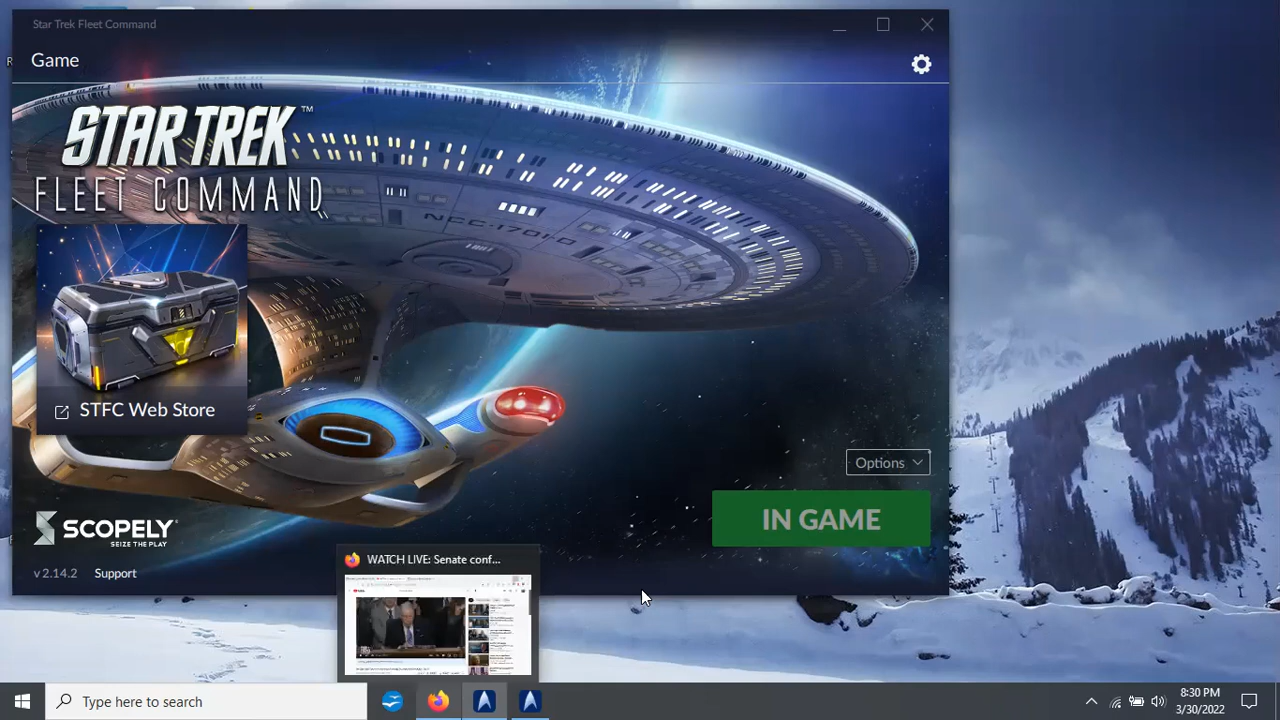 Star Trek Fleet Command
Game
STAR TREK™
FLEET COMMAND
NCC-1701-D
STFC Web Store
Options
IN GAME
SCOPELY
SEIZE THE PLAY
v 2.14.2
Support
WATCH LIVE: Senate conf...
Type here to search
8:30 PM
3/30/2022